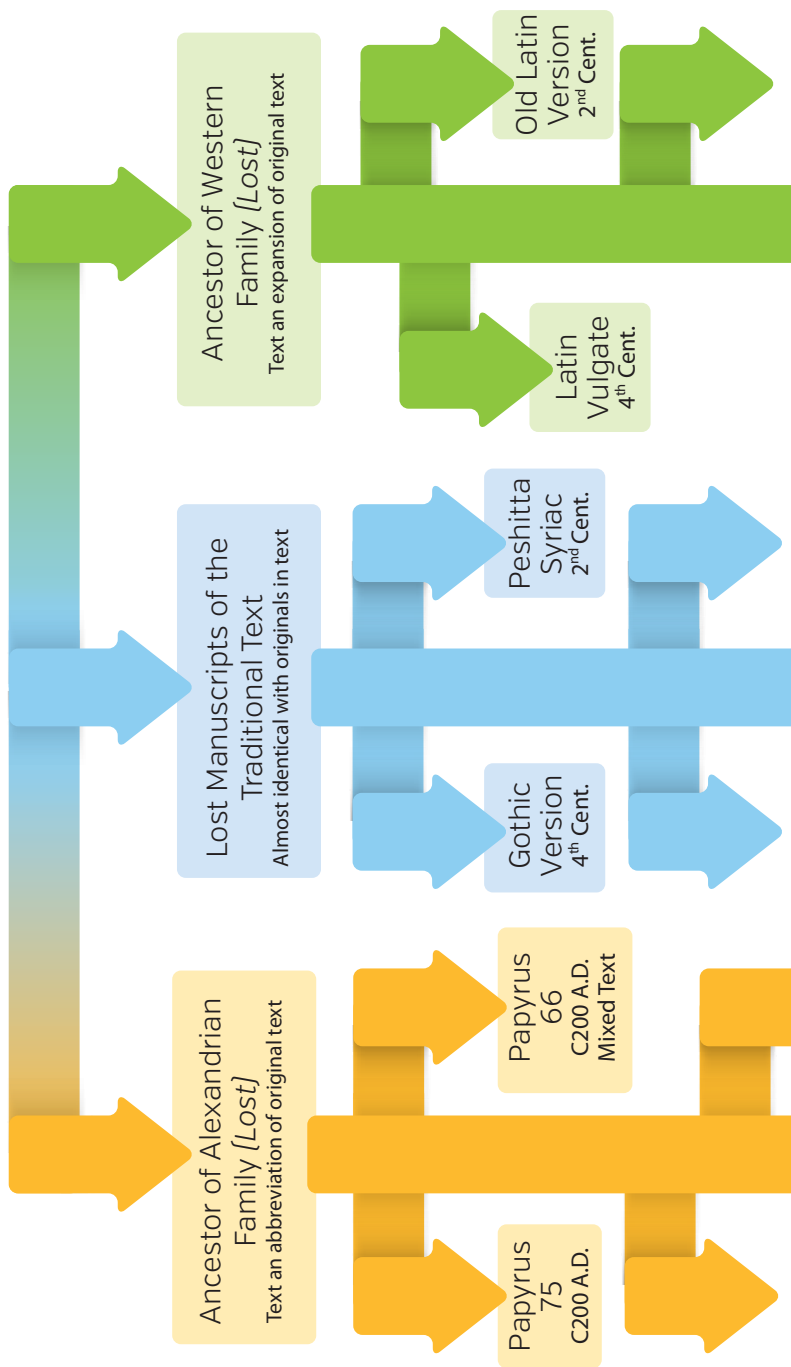 Ancestor of Alexandrian
Family (Lost)
Text an abbreviation of original text
Lost Manuscripts of the
Traditional Text
Almost identical with originals in text
Ancestor of Western
Family (Lost)
Text an expansion of original text
Papyrus
75
C200 A.D.
Papyrus
66
C200 A.D.
Mixed Text
Gothic
Version
4th Cent.
Peshitta
Syriac
2nd Cent.
Latin
Vulgate
4th Cent.
Old Latin
Version
2nd Cent.